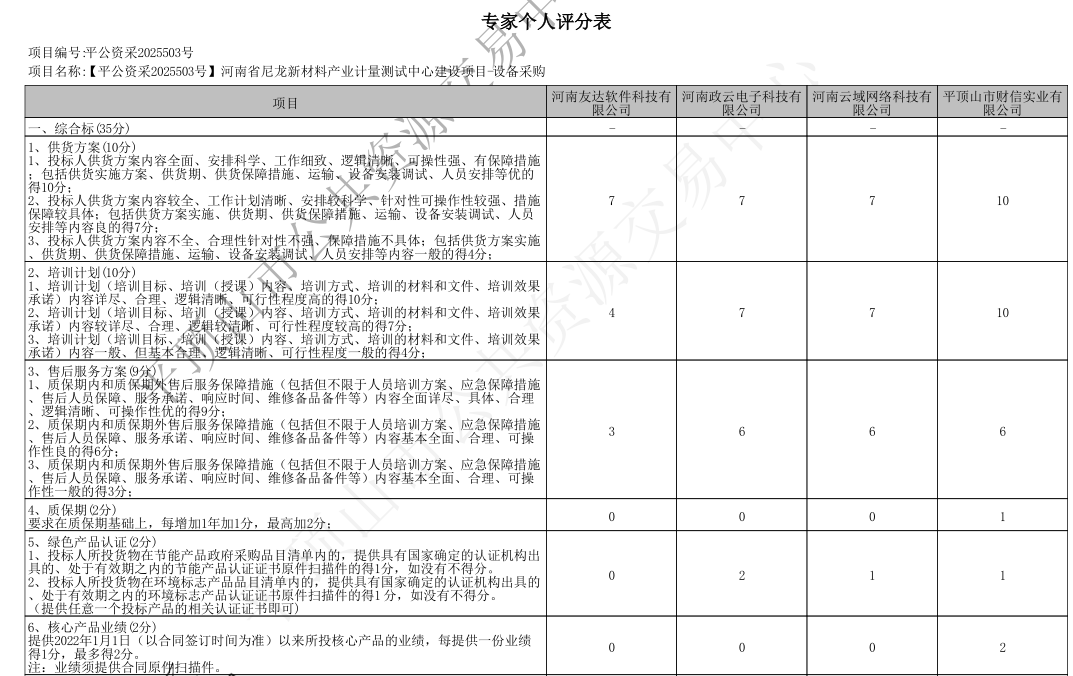 专家个人评分表
项目编号:平公资采2025503号
项目名称:【平公资采2025503号】河南省尼龙新材料产业计量测试中心建设项目-设备采购
项目 河南友达软件科技有限公司 河南政云电子科技有限公司 河南云域网络科技有限公司 平顶山市财信实业有限公司
一、综合标(35分) - - - -
1、供货方案(10分)
1、投标人供货方案内容全面、安排科学、工作细致、逻辑清晰、可操性强、有保障措施
；包括供货实施方案、供货期、供货保障措施、运输、设备安装调试、人员安排等优的
得10分；
2、投标人供货方案内容较全、工作计划清晰、安排较科学、针对性可操作性较强、措施
保障较具体；包括供货方案实施、供货期、供货保障措施、运输、设备安装调试、人员
安排等内容良的得7分；
3、投标人供货方案内容不全、合理性针对性不强、保障措施不具体；包括供货方案实施
、供货期、供货保障措施、运输、设备安装调试、人员安排等内容一般的得4分；
7 7 7 10
2、培训计划(10分)
1、培训计划（培训目标、培训（授课）内容、培训方式、培训的材料和文件、培训效果
承诺）内容详尽、合理、逻辑清晰、可行性程度高的得10分；
2、培训计划（培训目标、培训（授课）内容、培训方式、培训的材料和文件、培训效果
承诺）内容较详尽、合理、逻辑较清晰、可行性程度较高的得7分；
3、培训计划（培训目标、培训（授课）内容、培训方式、培训的材料和文件、培训效果
承诺）内容一般、但基本合理、逻辑清晰、可行性程度一般的得4分；
4 7 7 10
3、售后服务方案(9分)
1、质保期内和质保期外售后服务保障措施（包括但不限于人员培训方案、应急保障措施
、售后人员保障、服务承诺、响应时间、维修备品备件等）内容全面详尽、具体、合理
、逻辑清晰、可操作性优的得9分；
2、质保期内和质保期外售后服务保障措施（包括但不限于人员培训方案、应急保障措施
、售后人员保障、服务承诺、响应时间、维修备品备件等）内容基本全面、合理、可操
作性良的得6分；
3、质保期内和质保期外售后服务保障措施（包括但不限于人员培训方案、应急保障措施
、售后人员保障、服务承诺、响应时间、维修备品备件等）内容基本全面、合理、可操
作性一般的得3分；
3 6 6 6
4、质保期(2分)
要求在质保期基础上，每增加1年加1分，最高加2分；
0 0 0 1
5、绿色产品认证(2分)
1、投标人所投货物在节能产品政府采购品目清单内的，提供具有国家确定的认证机构出
具的、处于有效期之内的节能产品认证证书原件扫描件的得1分，如没有不得分。
2、投标人所投货物在环境标志产品品目清单内的，提供具有国家确定的认证机构出具的
、处于有效期之内的环境标志产品认证证书原件扫描件的得1 分，如没有不得分。
（提供任意一个投标产品的相关认证证书即可）
0 2 1 1
6、核心产品业绩(2分)
提供2022年1月1日（以合同签订时间为准）以来所投核心产品的业绩，每提供一份业绩
得1分，最多得2分。
注：业绩须提供合同原件扫描件。
0 0 0 2
平顶山市公共资源交易中
平顶山市公共资源交易中心